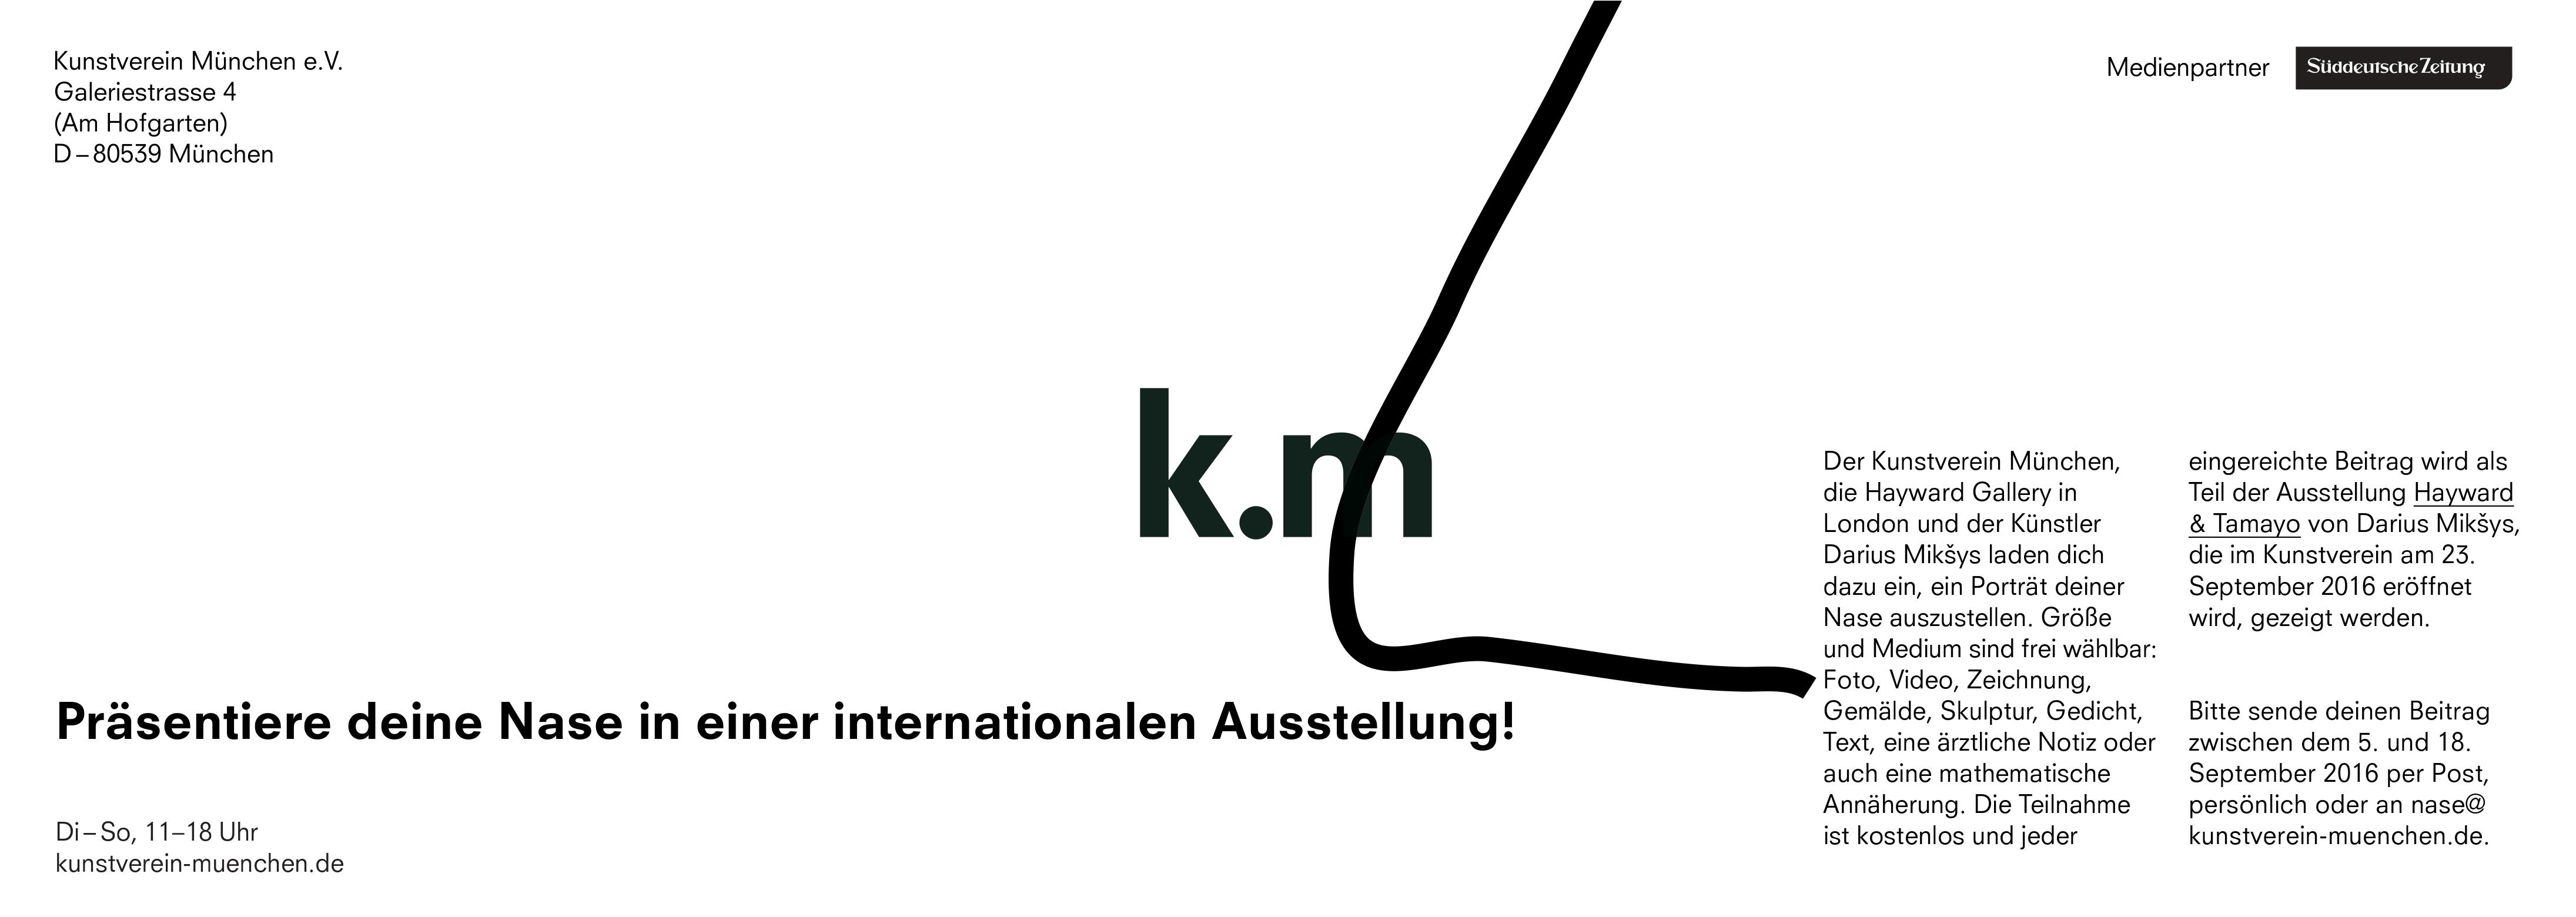 Kunstverein München e.V.
Galeriestrasse 4
(Am Hofgarten)
D – 80539 München
Medienpartner
Süddeutsche Zeitung
k.m
Präsentiere deine Nase in einer internationalen Ausstellung!
Di – So, 11–18 Uhr
kunstverein-muenchen.de
Der Kunstverein München,
die Hayward Gallery in
London und der Künstler
Darius Mikšys laden dich
dazu ein, ein Porträt deiner
Nase auszustellen. Größe
und Medium sind frei wählbar:
Foto, Video, Zeichnung,
Gemälde, Skulptur, Gedicht,
Text, eine ärztliche Notiz oder
auch eine mathematische
Annäherung. Die Teilnahme
ist kostenlos und jeder
eingereichte Beitrag wird als
Teil der Ausstellung Hayward
& Tamayo von Darius Mikšys,
die im Kunstverein am 23.
September 2016 eröffnet
wird, gezeigt werden.
Bitte sende deinen Beitrag
zwischen dem 5. und 18.
September 2016 per Post,
persönlich oder an nase@
kunstverein-muenchen.de.